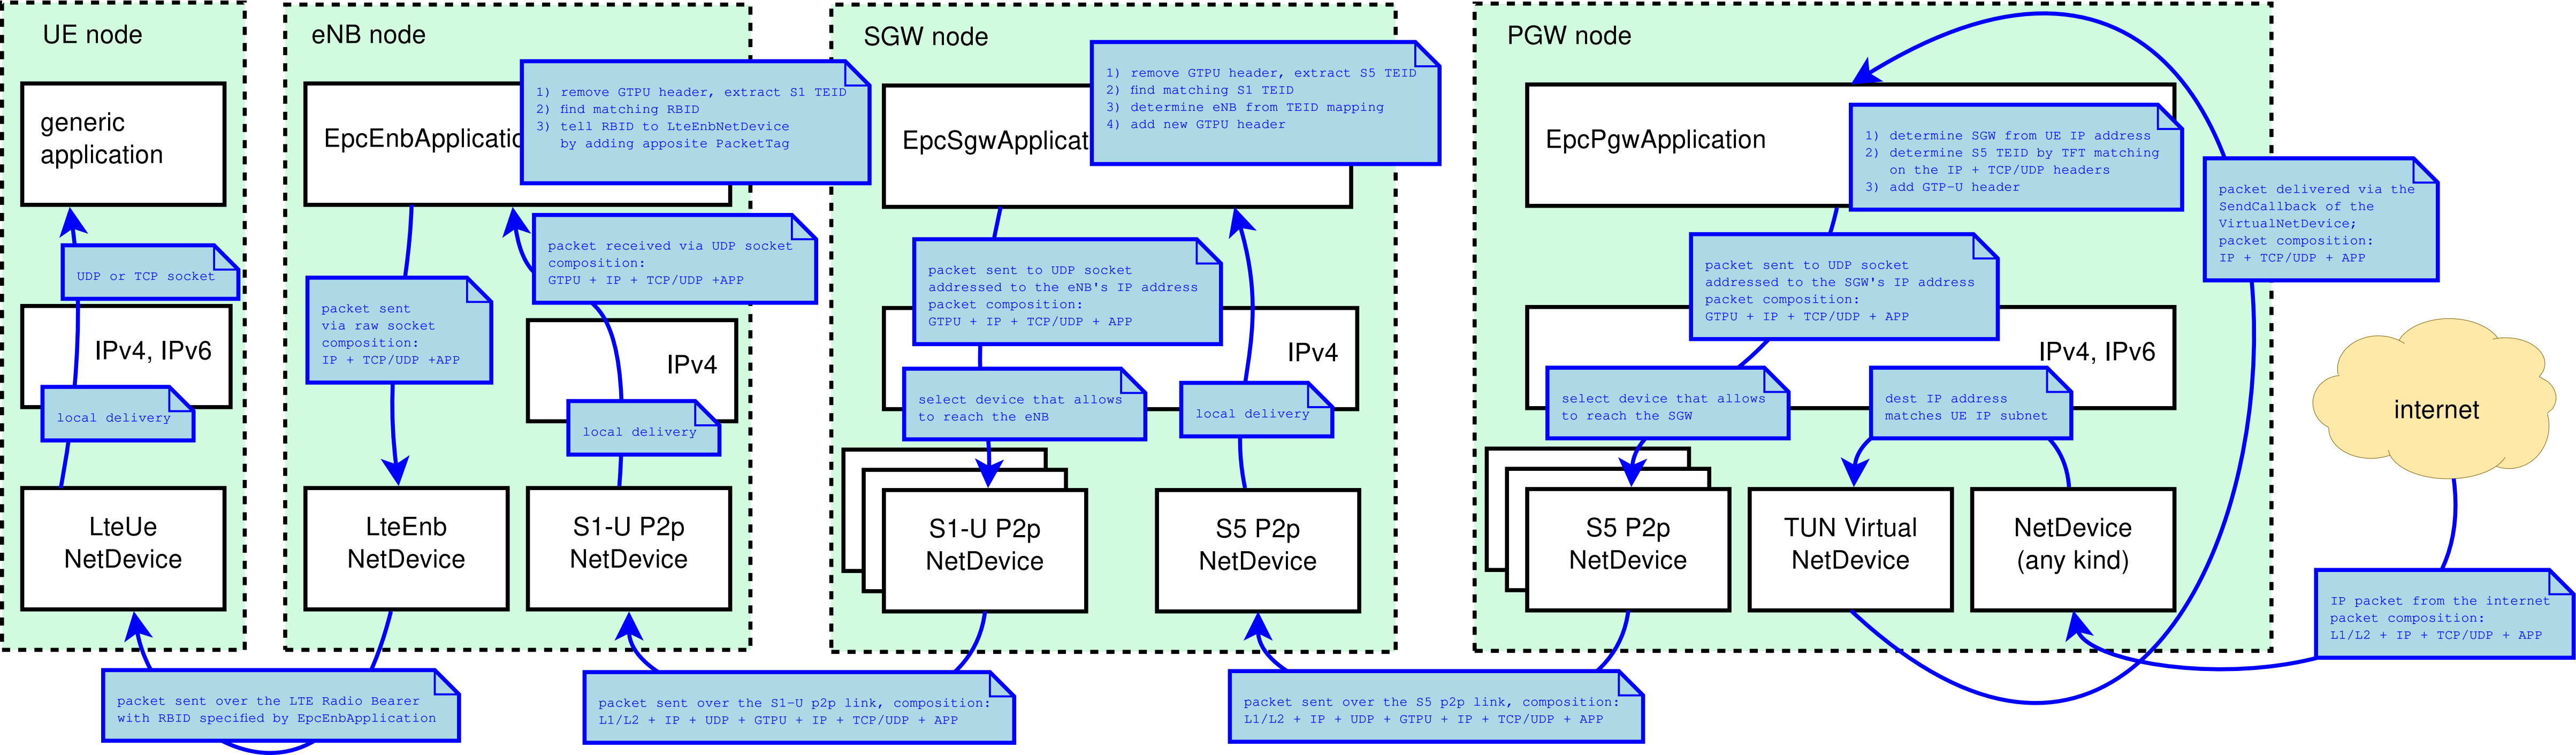 UE node
generic
application
UDP or TCP socket
IPv4, IPv6
local delivery
LteUe
NetDevice
packet sent over the LTE Radio Bearer
with RBID specified by EpcEnbApplication
eNB node
EpcEnbApplicatio
1) remove GTPU header, extract S1 TEID
2) find matching RBID
3) tell RBID to LteEnbNetDevice
by adding apposite PacketTag
packet received via UDP socket
composition:
GTPU + IP + TCP/UDP +APP
packet sent
via raw socket
composition:
IP + TCP/UDP +APP
IPv4
local delivery
LteEnb
NetDevice
S1-U P2p
NetDevice
packet sent over the S1-U p2p link, composition:
L1/L2 + IP + UDP + GTPU + IP + TCP/UDP + APP
SGW node
EpcSgwApplicat
1) remove GTPU header, extract S5 TEID
2) find matching S1 TEID
3) determine eNB from TEID mapping
4) add new GTPU header
packet sent to UDP socket
addressed to the eNB's IP address
packet composition:
GTPU + IP + TCP/UDP + APP
IPv4
select device that allows
to reach the eNB
local delivery
S1-U P2p
NetDevice
S5 P2p
NetDevice
packet sent over the S5 p2p link, composition:
L1/L2 + IP + UDP + GTPU + IP + TCP/UDP + APP
PGW node
EpcPgwApplication
1) determine SGW from UE IP address
2) determine S5 TEID by TFT matching
on the IP + TCP/UDP headers
3) add GTP-U header
packet delivered via the
SendCallback of the
VirtualNetDevice;
packet composition:
IP + TCP/UDP + APP
packet sent to UDP socket
addressed to the SGW's IP address
packet composition:
GTPU + IP + TCP/UDP + APP
IPv4, IPv6
select device that allows
to reach the SGW
dest IP address
matches UE IP subnet
S5 P2p
NetDevice
TUN Virtual
NetDevice
NetDevice
(any kind)
internet
IP packet from the internet
packet composition:
L1/L2 + IP + TCP/UDP + APP